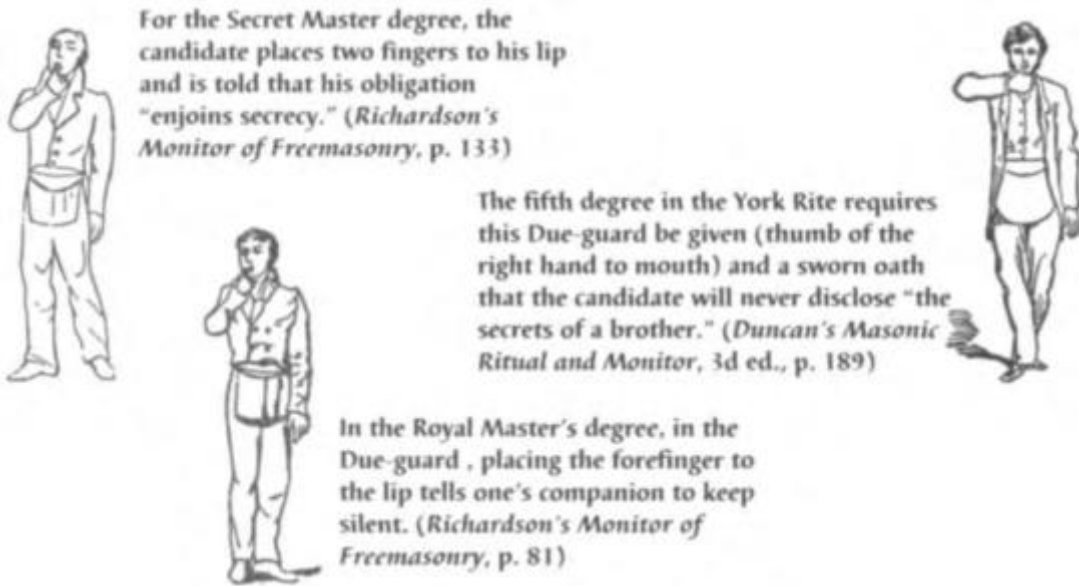 For the Secret Master degree, the
candidate places two fingers to his lip
and is told that his obligation
"enjoins secrecy." (Richardson's
Monitor of Freemasonry, p. 133)
The fifth degree in the York Rite requires
this Due-guard be given (thumb of the
right hand to mouth) and a sworn oath
that the candidate will never disclose "the
secrets of a brother." (Duncan's Masonic
Ritual and Monitor, 3d ed., p. 189)
In the Royal Master's degree, in the
Due-guard , placing the forefinger to
the lip tells one's companion to keep
silent. (Richardson's Monitor of
Freemasonry, p. 81)